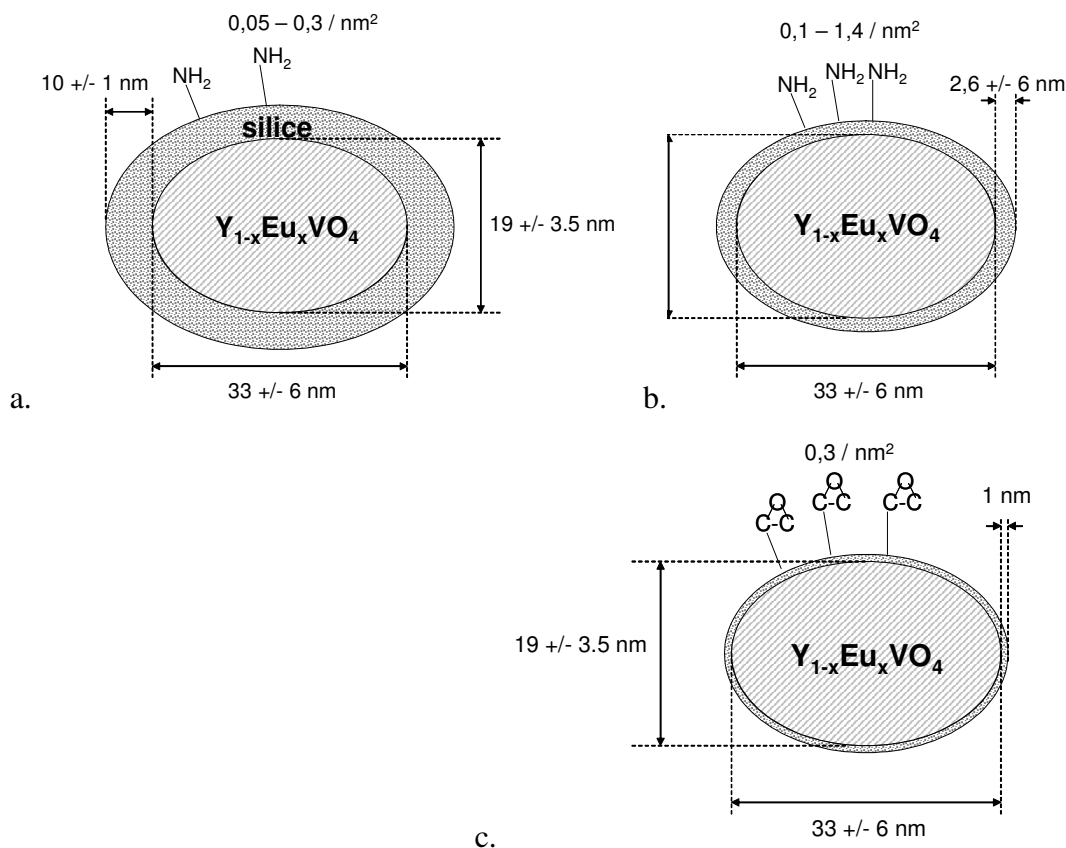 0,05 – 0,3 / nm²
NH₂
NH₂
10 +/- 1 nm
silice
Y₁₋ₓEuₓVO₄
19 +/- 3.5 nm
33 +/- 6 nm
a.
0,1 – 1,4 / nm²
NH₂ NH₂ NH₂
2,6 +/- 6 nm
Y₁₋ₓEuₓVO₄
33 +/- 6 nm
b.
0,3 / nm²
O
C-C
O
C-C
O
C-C
1 nm
19 +/- 3.5 nm
Y₁₋ₓEuₓVO₄
33 +/- 6 nm
c.